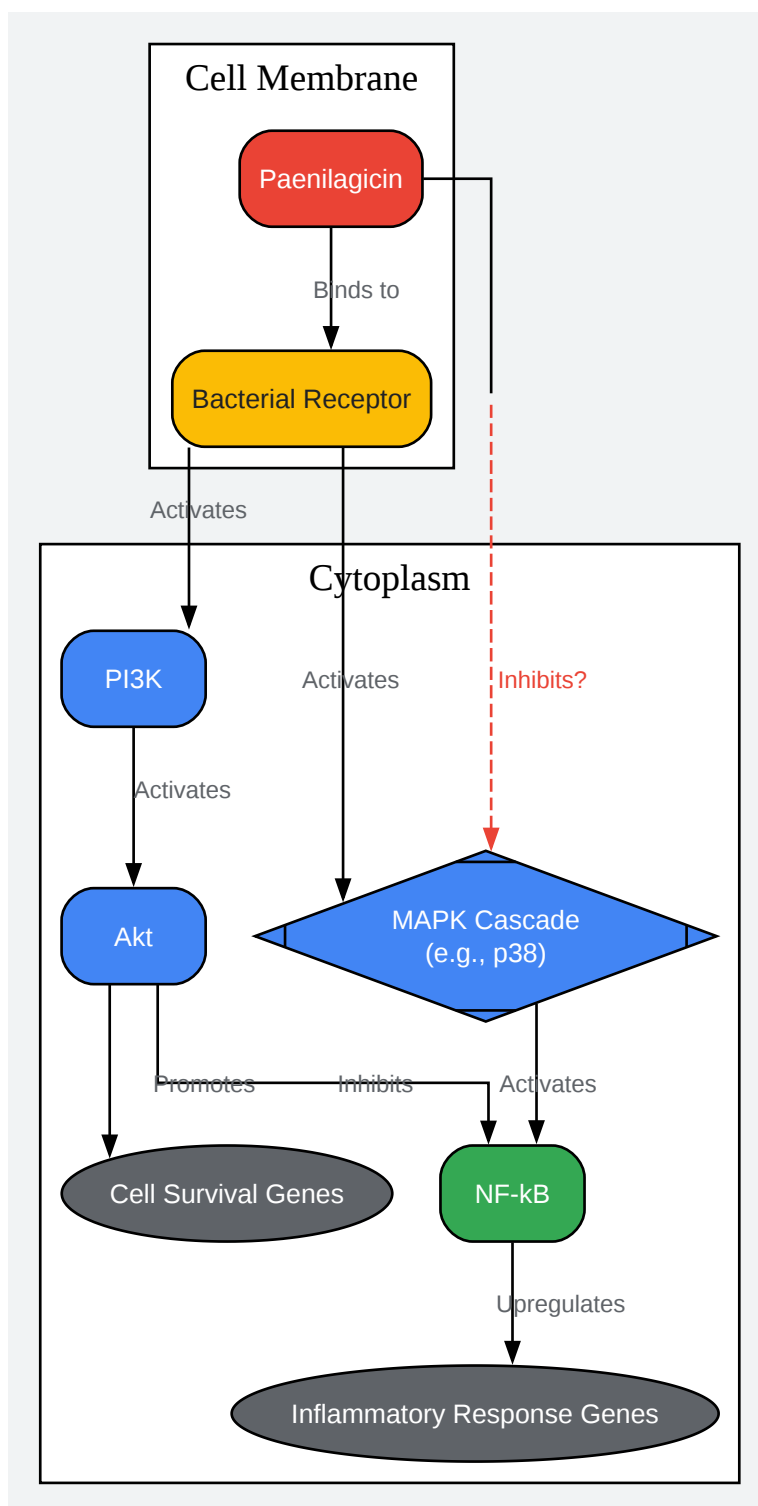 Cell Membrane
Paenilagicin
Binds to
Bacterial Receptor
Activates
Cytoplasm
PI3K
Activates
Inhibits?
Activates
Akt
MAPK Cascade
(e.g., p38)
Promotes
Inhibits
Activates
Cell Survival Genes
NF-kB
Upregulates
Inflammatory Response Genes